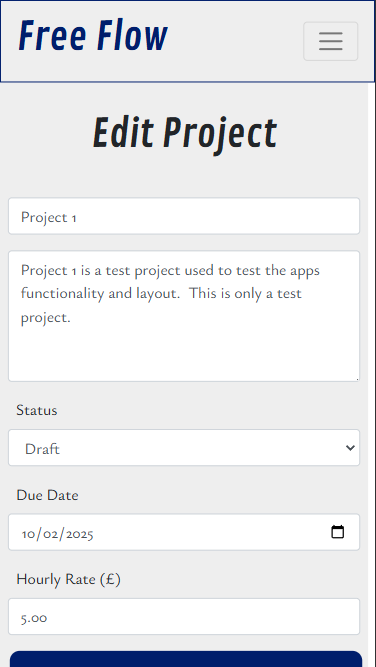 Free Flow
Edit Project
Project 1
Project 1 is a test project used to test the apps
functionality and layout.  This is only a test
project.
Status
Draft
Due Date
10/02/2025
Hourly Rate (£)
5.00